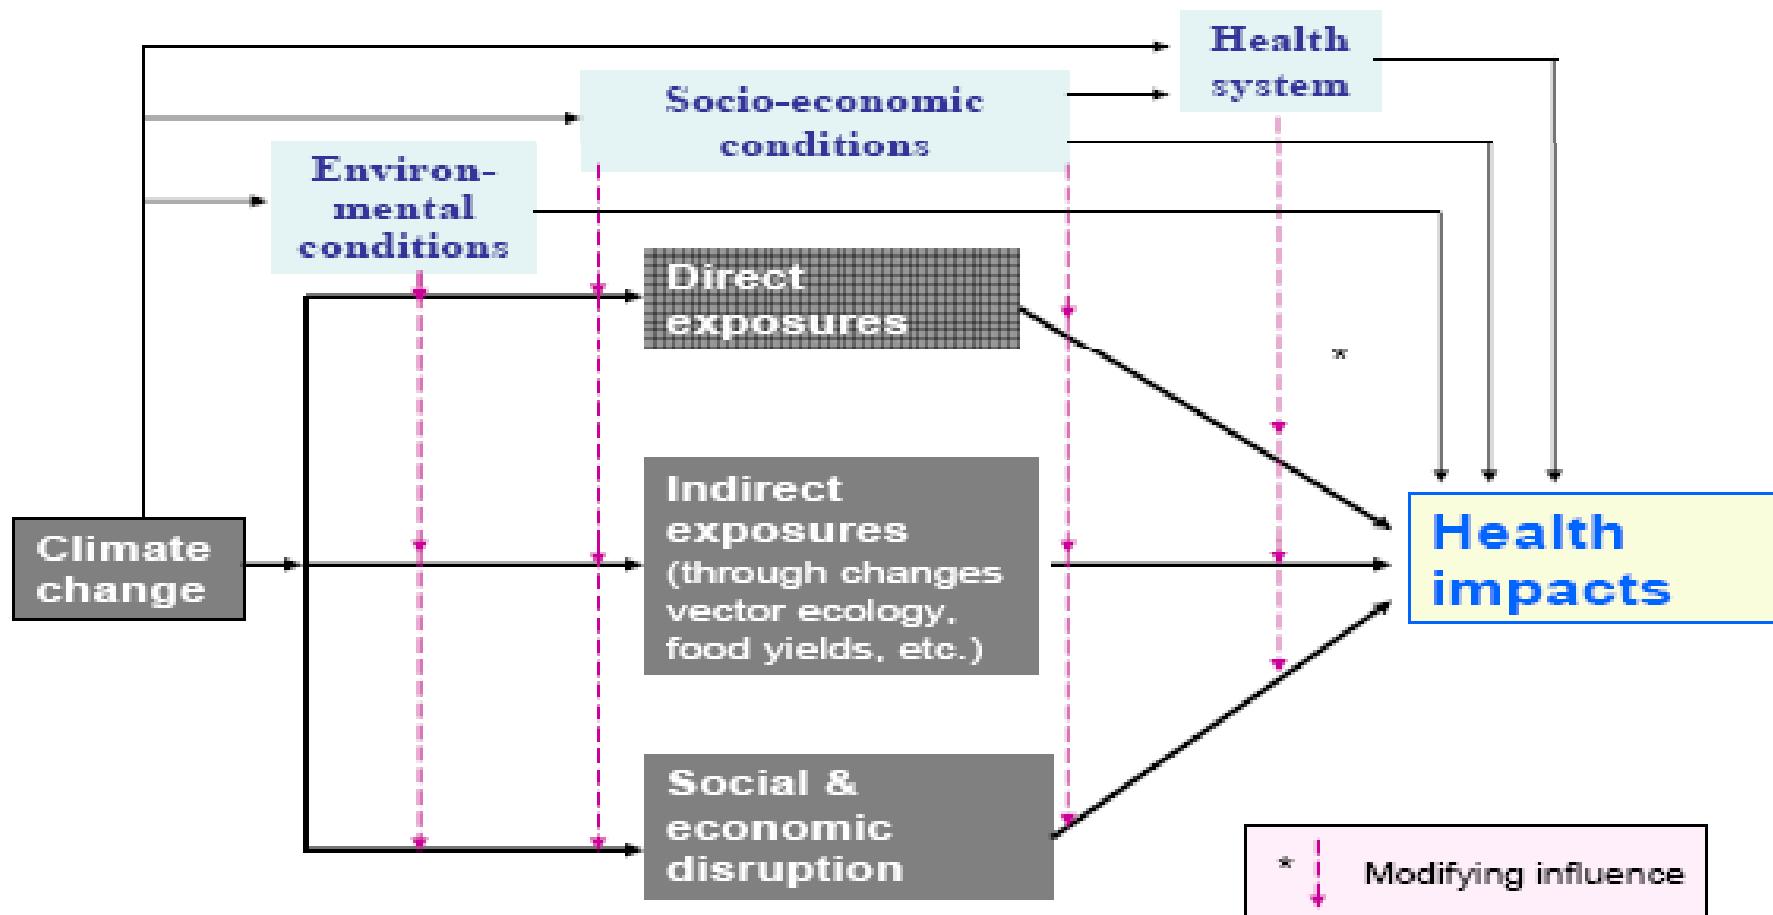 Health
system
Socio-economic
conditions
Environ-
mental
conditions
Direct
exposures
*
Indirect
exposures
(through changes
vector ecology,
food yields, etc.)
Climate
change
Health
impacts
Social &
economic
disruption
* Modifying influence